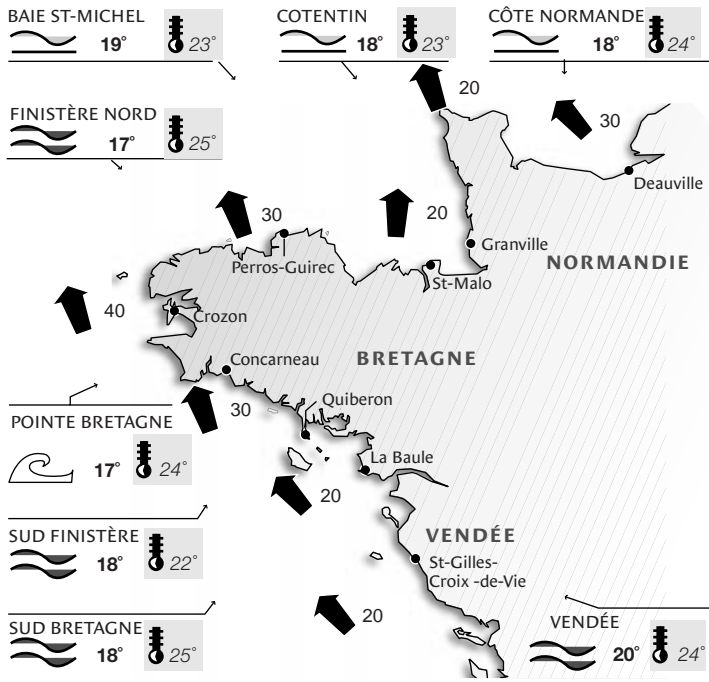 BAIE ST-MICHEL
19° 23°
COTENTIN
18° 23°
CÔTE NORMANDE
18° 24°
20
30
FINISTÈRE NORD
17° 25°
Deauville
30
20
Granville
NORMANDIE
Perros-Guirec
St-Malo
40
Crozon
Concarneau
BRETAGNE
Quiberon
30
POINTE BRETAGNE
17° 24°
La Baule
20
SUD FINISTÈRE
18° 22°
VENDÉE
St-Gilles-
Croix -de-Vie
20
SUD BRETAGNE
18° 25°
VENDÉE
20° 24°